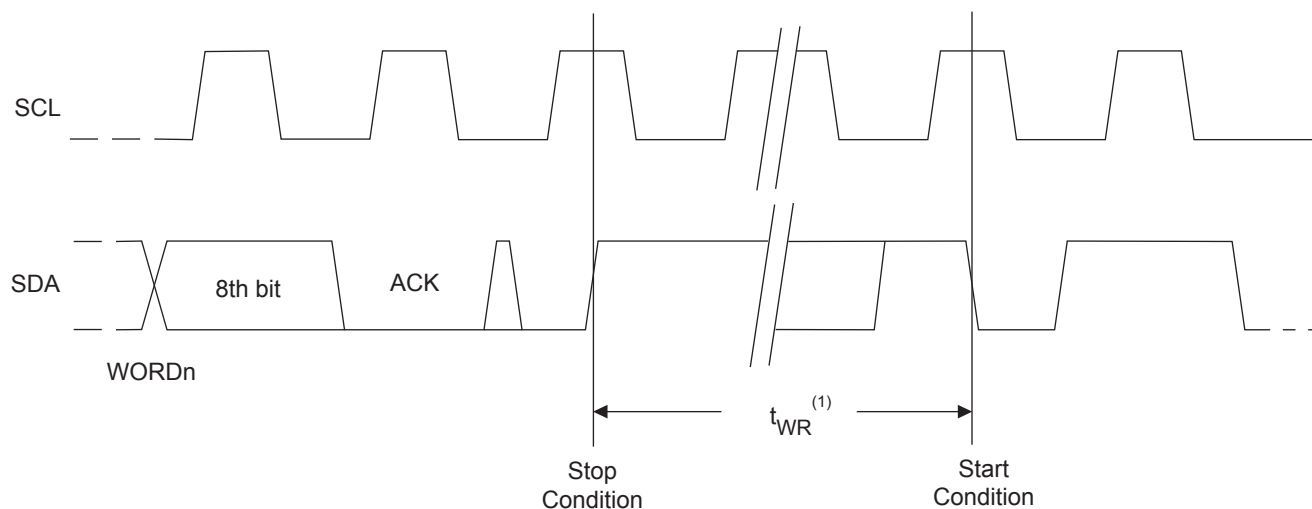 SCL
SDA
8th bit
ACK
WORDn
tWR(1)
Stop
Condition
Start
Condition